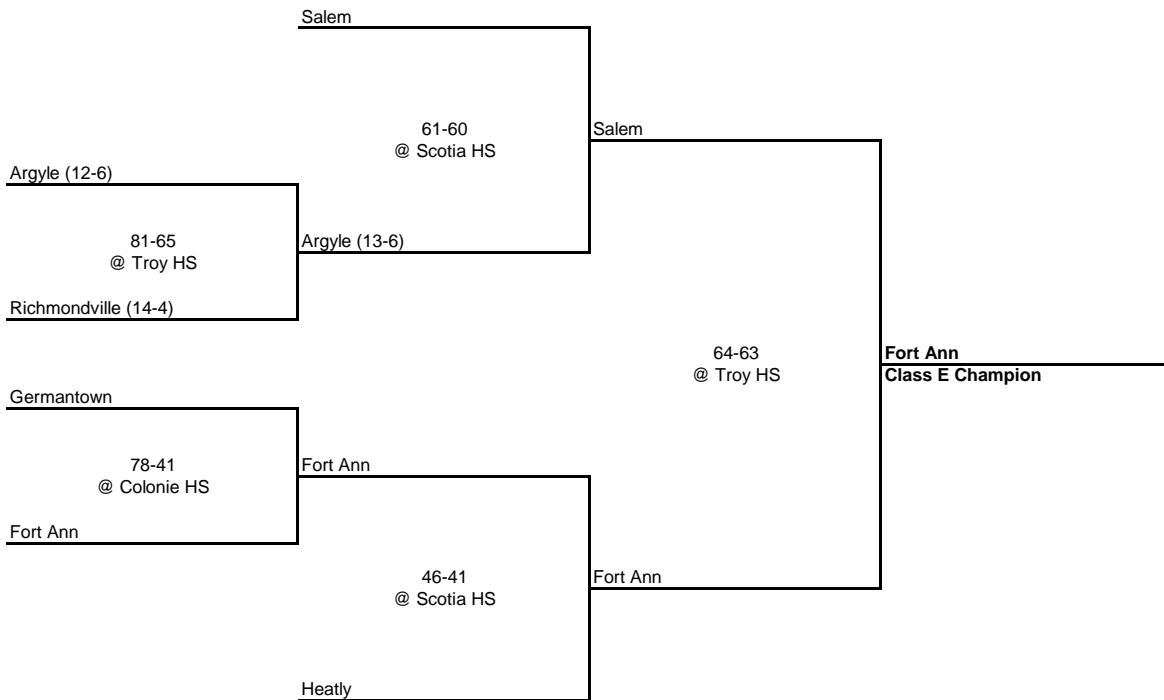 Salem
61-60
@ Scotia HS
Salem
Argyle (12-6)
81-65
@ Troy HS
Argyle (13-6)
Richmondville (14-4)
64-63
@ Troy HS
Fort Ann
Class E Champion
Germantown
78-41
@ Colonie HS
Fort Ann
Fort Ann
46-41
@ Scotia HS
Fort Ann
Heatly